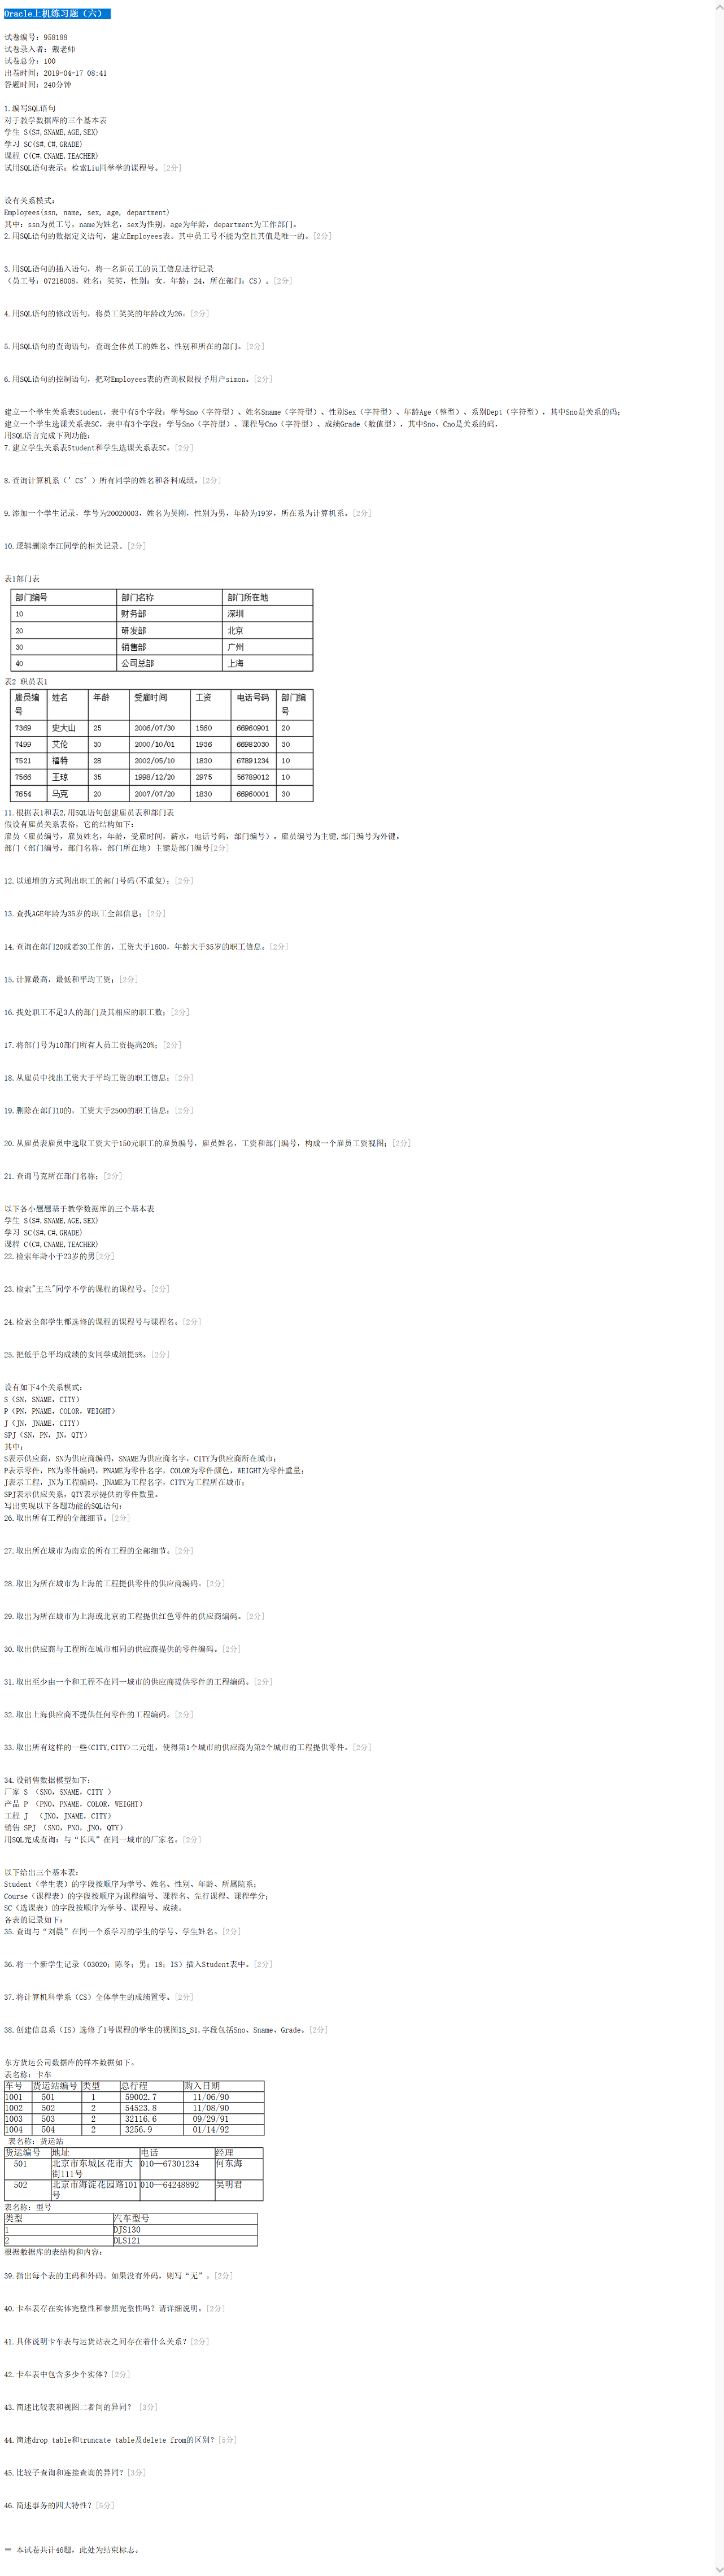 Oracle上机练习题（六）
试卷编号：958188
试卷录入者：戴老师
试卷总分：100
出卷时间：2019-04-17 08:41
答题时间：240分钟
1.编写SQL语句
对于教学数据库的三个基本表
学生 S(S#,SNAME,AGE,SEX)
学习 SC(S#,C#,GRADE)
课程 C(C#,CNAME,TEACHER)
试用SQL语句表示：检索Liu同学学的课程号。[2分]
设有关系模式：
Employees(ssn, name, sex, age, department)
其中：ssn为员工号，name为姓名，sex为性别，age为年龄，department为工作部门。
2.用SQL语句的数据定义语句，建立Employees表。其中员工号不能为空且其值是唯一的。[2分]
3.用SQL语句的插入语句，将一名新员工的员工信息进行记录
（员工号：07216008，姓名：笑笑，性别：女，年龄：24，所在部门：CS）。[2分]
4.用SQL语句的修改语句，将员工笑笑的年龄改为26。[2分]
5.用SQL语句的查询语句，查询全体员工的姓名、性别和所在的部门。[2分]
6.用SQL语句的控制语句，把对Employees表的查询权限授予用户simon。[2分]
建立一个学生关系表Student，表中有5个字段：学号Sno（字符型）、姓名Sname（字符型）、性别Sex（字符型）、年龄Age（整型）、系别Dept（字符型），其中Sno是关系的码；
建立一个学生选课关系表SC，表中有3个字段：学号Sno（字符型）、课程号Cno（字符型）、成绩Grade（数值型），其中Sno、Cno是关系的码，
用SQL语言完成下列功能：
7.建立学生关系表Student和学生选课关系表SC。[2分]
8.查询计算机系（’CS’）所有同学的姓名和各科成绩。[2分]
9.添加一个学生记录，学号为20020003，姓名为吴刚，性别为男，年龄为19岁，所在系为计算机系。[2分]
10.逻辑删除李江同学的相关记录。[2分]
表1部门表
部门编号 部门名称 部门所在地
10 财务部 深圳
20 研发部 北京
30 销售部 广州
40 公司总部 上海
表2 职员表1
雇员编号 姓名 年龄 受雇时间 工资 电话号码 部门编号
7369 史大山 25 2006/07/30 1560 66960901 20
7499 艾伦 30 2000/10/01 1936 66982030 30
7521 福特 28 2002/05/10 1830 67891234 10
7566 王琼 35 1998/12/20 2975 56789012 10
7654 马克 20 2007/07/20 1830 66960001 30
11.根据表1和表2,用SQL语句创建雇员表和部门表
假设有雇员关系表格，它的结构如下：
雇员（雇员编号，雇员姓名，年龄，受雇时间，薪水，电话号码，部门编号）。雇员编号为主键,部门编号为外键。
部门（部门编号，部门名称，部门所在地）主键是部门编号[2分]
12.以递增的方式列出职工的部门号码(不重复)；[2分]
13.查找AGE年龄为35岁的职工全部信息；[2分]
14.查询在部门20或者30工作的，工资大于1600，年龄大于35岁的职工信息。[2分]
15.计算最高，最低和平均工资；[2分]
16.找处职工不足3人的部门及其相应的职工数；[2分]
17.将部门号为10部门所有人员工资提高20%；[2分]
18.从雇员中找出工资大于平均工资的职工信息；[2分]
19.删除在部门10的，工资大于2500的职工信息；[2分]
20.从雇员表雇员中选取工资大于150元职工的雇员编号，雇员姓名，工资和部门编号，构成一个雇员工资视图；[2分]
21.查询马克所在部门名称；[2分]
以下各小题题基于教学数据库的三个基本表
学生 S(S#,SNAME,AGE,SEX)
学习 SC(S#,C#,GRADE)
课程 C(C#,CNAME,TEACHER)
22.检索年龄小于23岁的男[2分]
23.检索"王兰"同学不学的课程的课程号。[2分]
24.检索全部学生都选修的课程的课程号与课程名。[2分]
25.把低于总平均成绩的女同学成绩提5%。[2分]
设有如下4个关系模式：
S（SN，SNAME，CITY）
P（PN，PNAME，COLOR，WEIGHT）
J（JN，JNAME，CITY）
SPJ（SN，PN，JN，QTY）
其中：
S表示供应商，SN为供应商编码，SNAME为供应商名字，CITY为供应商所在城市；
P表示零件，PN为零件编码，PNAME为零件名字，COLOR为零件颜色，WEIGHT为零件重量；
J表示工程，JN为工程编码，JNAME为工程名字，CITY为工程所在城市；
SPJ表示供应关系，QTY表示提供的零件数量。
写出实现以下各题功能的SQL语句：
26.取出所有工程的全部细节。[2分]
27.取出所在城市为南京的所有工程的全部细节。[2分]
28.取出为所在城市为上海的工程提供零件的供应商编码。[2分]
29.取出为所在城市为上海或北京的工程提供红色零件的供应商编码。[2分]
30.取出供应商与工程所在城市相同的供应商提供的零件编码。[2分]
31.取出至少由一个和工程不在同一城市的供应商提供零件的工程编码。[2分]
32.取出上海供应商不提供任何零件的工程编码。[2分]
33.取出所有这样的一些<CITY,CITY>二元组，使得第1个城市的供应商为第2个城市的工程提供零件。[2分]
34.设销售数据模型如下：
厂家 S （SNO，SNAME，CITY ）
产品 P （PNO，PNAME，COLOR，WEIGHT）
工程 J （JNO，JNAME，CITY）
销售 SPJ （SNO，PNO，JNO，QTY）
用SQL完成查询：与“长风”在同一城市的厂家名。[2分]
以下给出三个基本表：
Student（学生表）的字段按顺序为学号、姓名、性别、年龄、所属院系；
Course（课程表）的字段按顺序为课程编号、课程名、先行课程、课程学分；
SC（选课表）的字段按顺序为学号、课程号、成绩。
各表的记录如下：
35.查询与“刘晨”在同一个系学习的学生的学号、学生姓名。[2分]
36.将一个新学生记录（03020；陈冬；男；18；IS）插入Student表中。[2分]
37.将计算机科学系（CS）全体学生的成绩置零。[2分]
38.创建信息系（IS）选修了1号课程的学生的视图IS_S1,字段包括Sno、Sname、Grade。[2分]
东方货运公司数据库的样本数据如下。
表名称：卡车
车号 货运站编号 类型 总行程 购入日期
1001 501 1 59002.7 11/06/90
1002 502 2 54523.8 11/08/90
1003 503 2 32116.6 09/29/91
1004 504 2 3256.9 01/14/92
表名称：货运站
货运编号 地址 电话 经理
501 北京市东城区花市大街111号 010—67301234 何东海
502 北京市海淀花园路101号 010—64248892 吴明君
表名称：型号
类型 汽车型号
1 DJS130
2 DLS121
根据数据库的表结构和内容：
39.指出每个表的主码和外码。如果没有外码，则写“无”。[2分]
40.卡车表存在实体完整性和参照完整性吗？请详细说明。[2分]
41.具体说明卡车表与运货站表之间存在着什么关系？[2分]
42.卡车表中包含多少个实体？[2分]
43.简述比较表和视图二者间的异同？ [3分]
44.简述drop table和truncate table及delete from的区别？[5分]
45.比较子查询和连接查询的异同？[3分]
46.简述事务的四大特性？[5分]
== 本试卷共计46题，此处为结束标志。